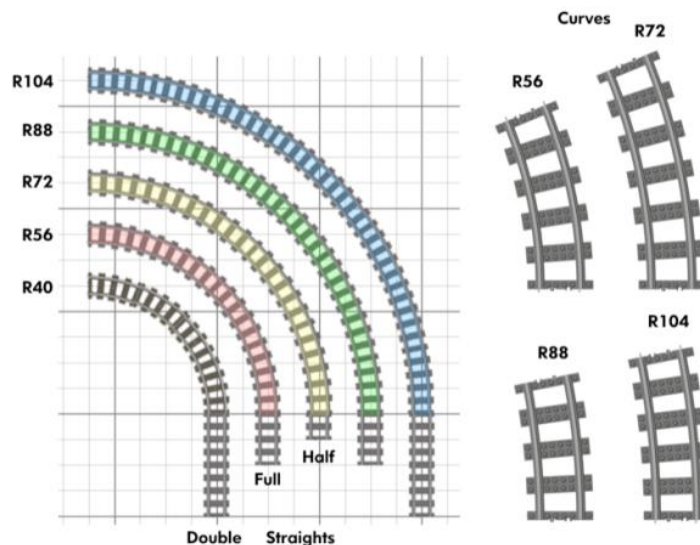 Curves
R72
R56
R104
R88
R72
R56
R40
R88
R104
Half
Full
Double Straights